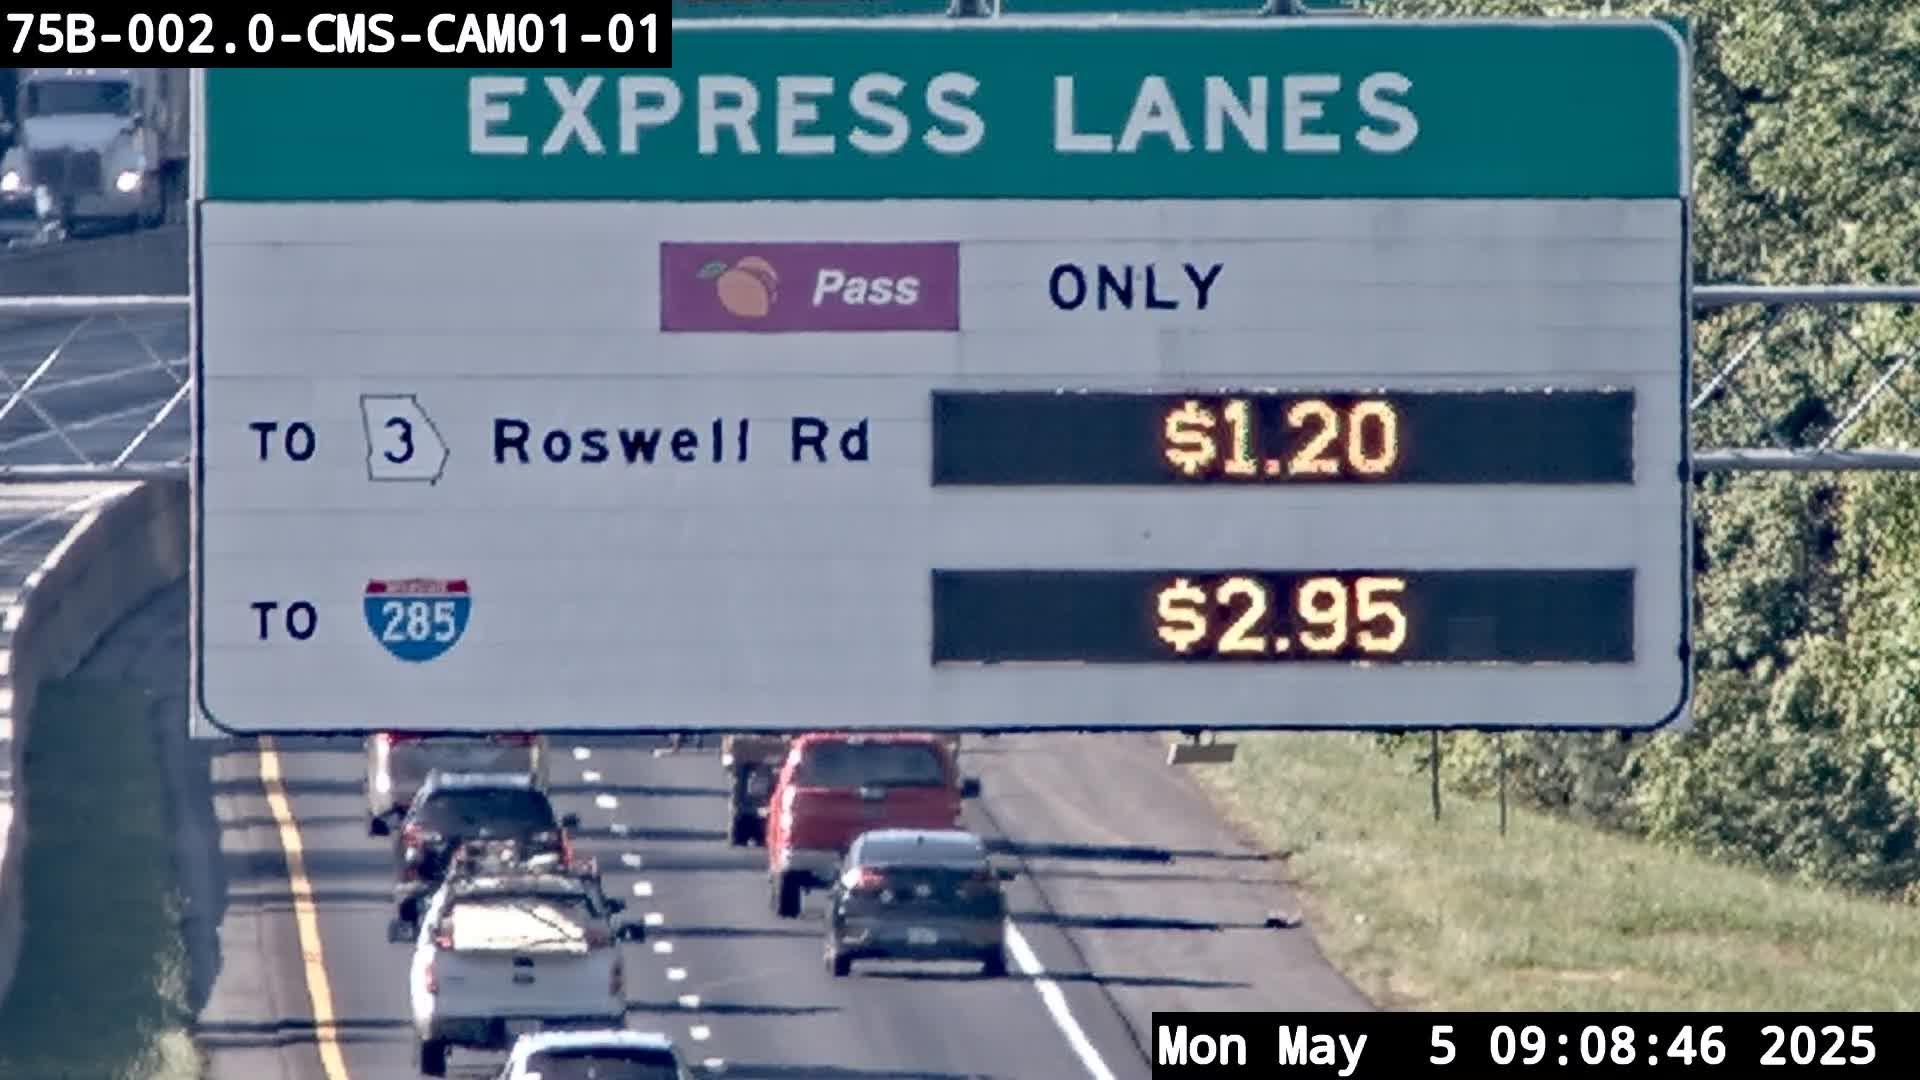 75B-002.0-CMS-CAM01-01
EXPRESS LANES
Pass ONLY
TO 3 Roswell Rd $1.20
TO 285 $2.95
Mon May 5 09:08:46 2025